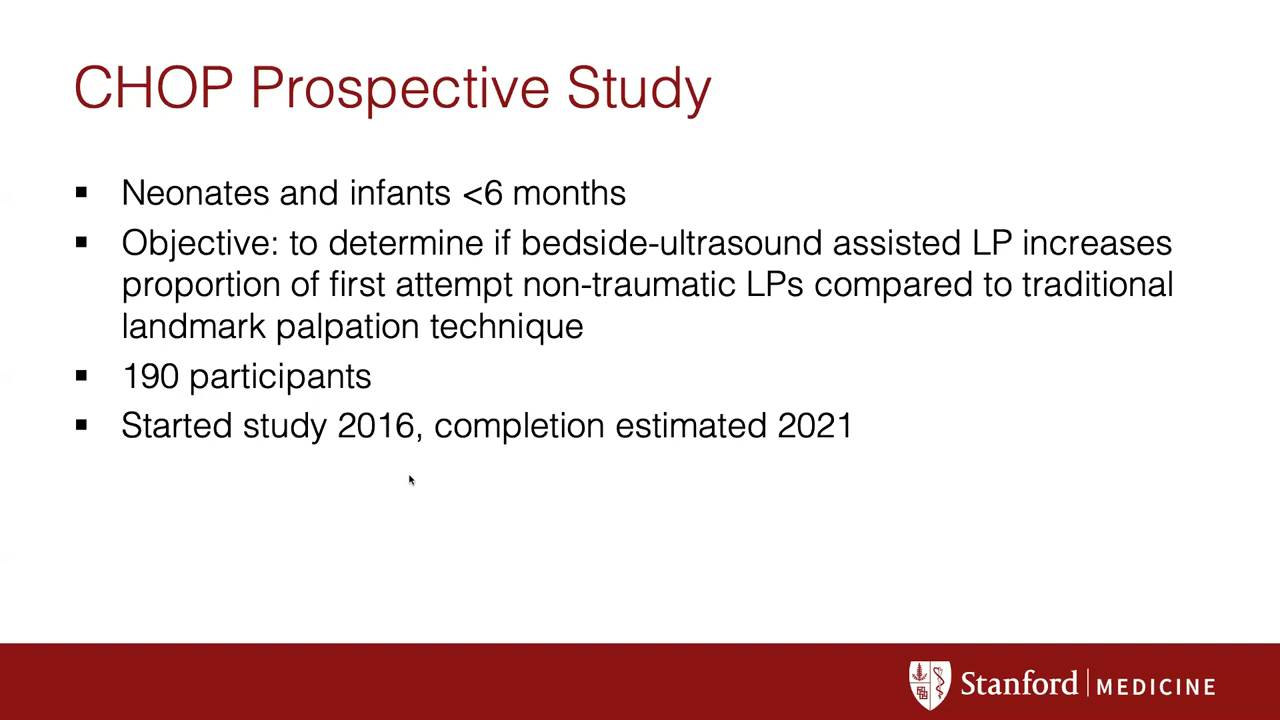 CHOP Prospective Study
▪ Neonates and infants <6 months
▪ Objective: to determine if bedside-ultrasound assisted LP increases
proportion of first attempt non-traumatic LPs compared to traditional
landmark palpation technique
▪ 190 participants
▪ Started study 2016, completion estimated 2021
Stanford | MEDICINE